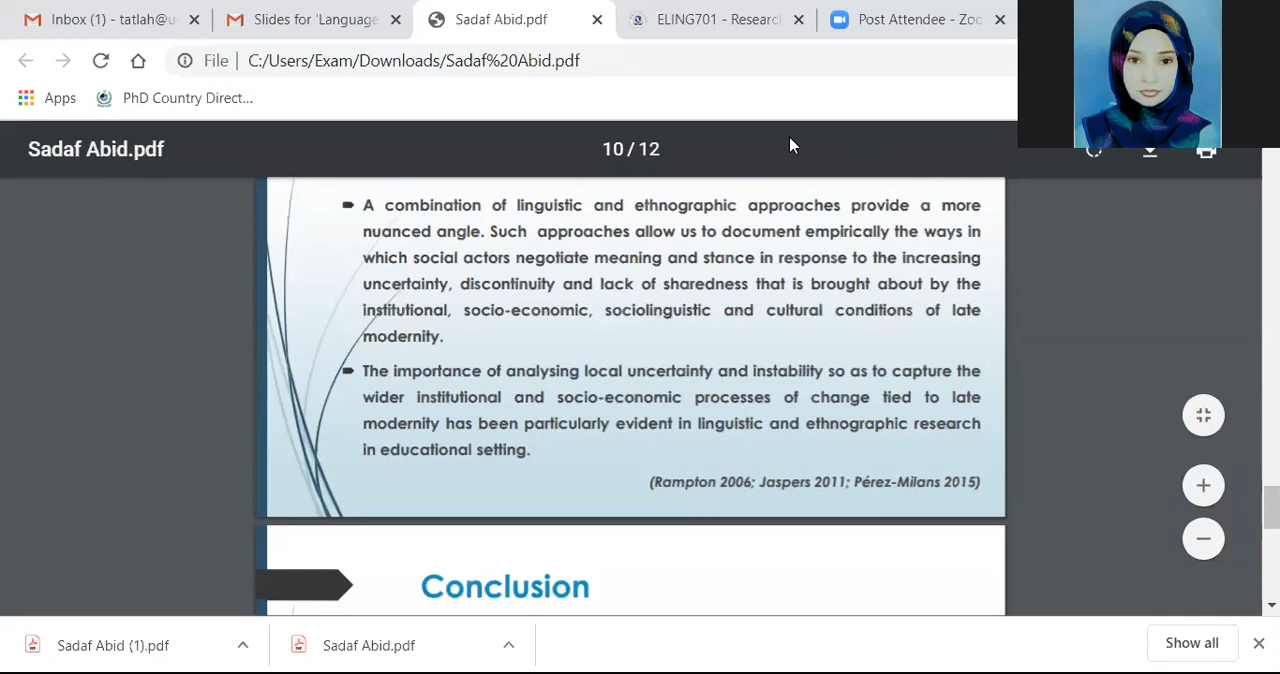 Inbox (1) - tatlah@u
Slides for 'Language
Sadaf Abid.pdf
ELING701 - Researc
Post Attendee - Zoo
File | C:/Users/Exam/Downloads/Sadaf%20Abid.pdf
Apps
PhD Country Direct...
Sadaf Abid.pdf
10 / 12
A combination of linguistic and ethnographic approaches provide a more
nuanced angle. Such approaches allow us to document empirically the ways in
which social actors negotiate meaning and stance in response to the increasing
uncertainty, discontinuity and lack of sharedness that is brought about by the
institutional, socio-economic, sociolinguistic and cultural conditions of late
modernity.
The importance of analysing local uncertainty and instability so as to capture the
wider institutional and socio-economic processes of change tied to late
modernity has been particularly evident in linguistic and ethnographic research
in educational setting.
(Rampton 2006; Jaspers 2011; Pérez-Milans 2015)
Conclusion
Sadaf Abid (1).pdf
Sadaf Abid.pdf
Show all